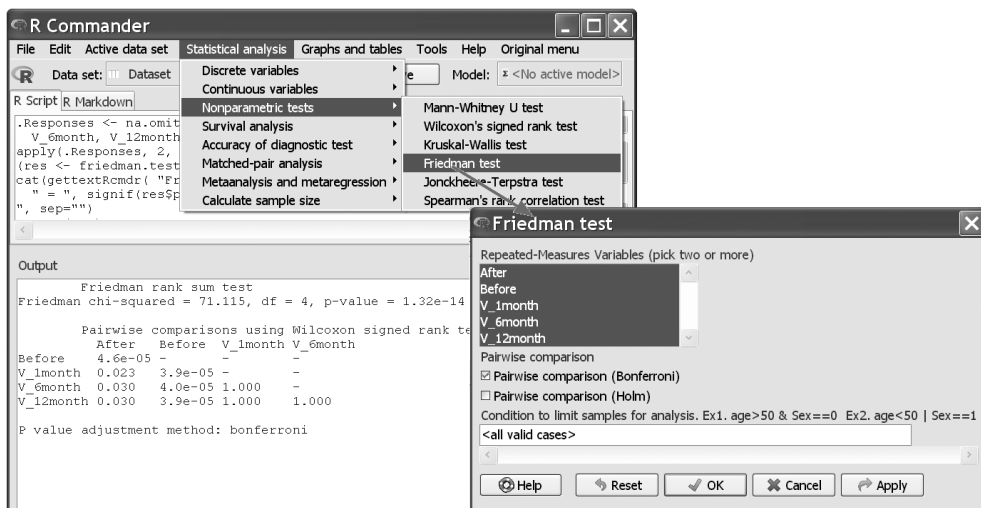 R Commander
File Edit Active data set Statistical analysis Graphs and tables Tools Help Original menu
Data set: Dataset Model: Σ <No active model>
R Script R Markdown
Discrete variables
Continuous variables
Nonparametric tests
Survival analysis
Accuracy of diagnostic test
Matched-pair analysis
Metaanalysis and metaregression
Calculate sample size
Mann-Whitney U test
Wilcoxon's signed rank test
Kruskal-Wallis test
Friedman test
Jonckheere-Terpstra test
Spearman's rank correlation test
.Responses <- na.omit
V_6month, V_12month
apply(.Responses, 2,
(res <- friedman.test
cat(gettextRcmdr( "Fr
" = ", signif(res$p
", sep="")
Output
Friedman rank sum test
Friedman chi-squared = 71.115, df = 4, p-value = 1.32e-14
Pairwise comparisons using Wilcoxon signed rank te
After Before V_1month V_6month
Before 4.6e-05 - - -
V_1month 0.023 3.9e-05 - -
V_6month 0.030 4.0e-05 1.000 -
V_12month 0.030 3.9e-05 1.000 1.000
P value adjustment method: bonferroni
Friedman test
Repeated-Measures Variables (pick two or more)
After
Before
V_1month
V_6month
V_12month
Pairwise comparison
Pairwise comparison (Bonferroni)
Pairwise comparison (Holm)
Condition to limit samples for analysis. Ex1. age>50 & Sex==0 Ex2. age<50 | Sex==1
<all valid cases>
Help Reset OK Cancel Apply